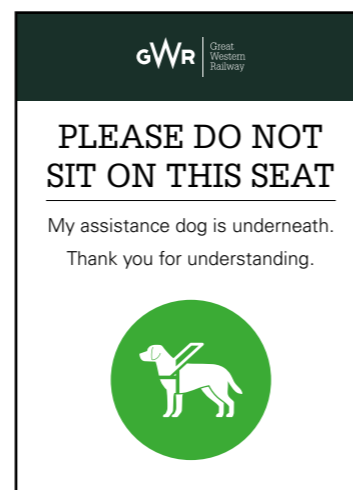 GWR
Great
Western
Railway
PLEASE DO NOT
SIT ON THIS SEAT
My assistance dog is underneath.
Thank you for understanding.